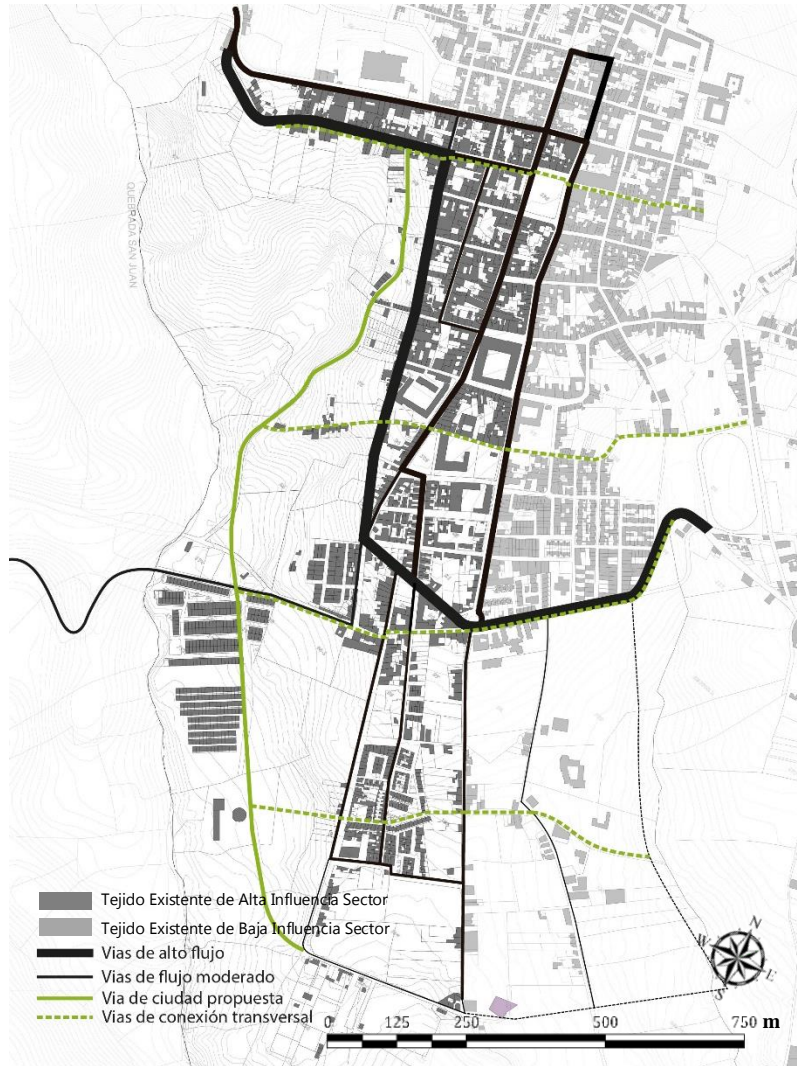 QUEBRADA SAN JUAN
Tejido Existente de Alta Influencia Sector
Tejido Existente de Baja Influencia Sector
Vias de alto flujo
Vias de flujo moderado
Via de ciudad propuesta
Vias de conexión transversal
N
W
E
S
0 125 250 500 750 m